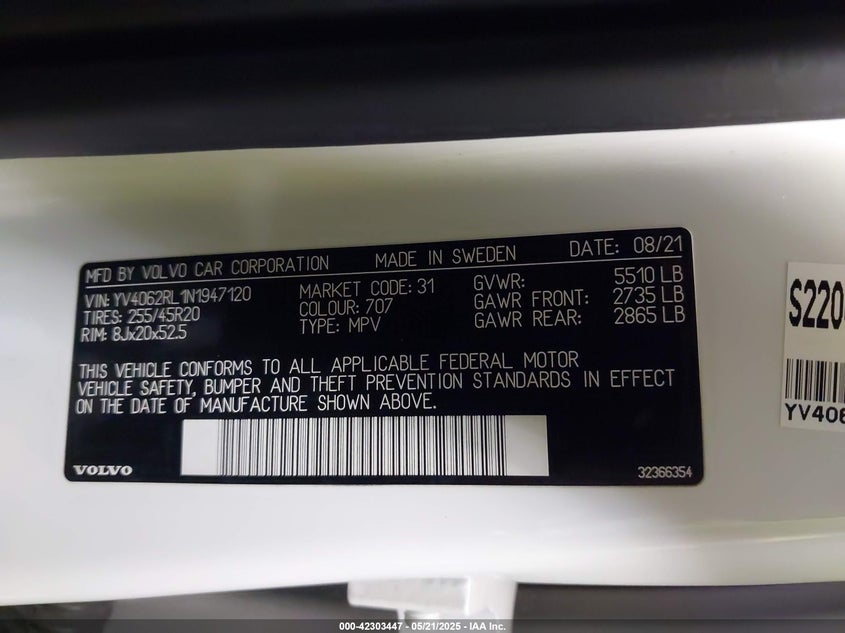 MFD BY VOLVO CAR CORPORATION MADE IN SWEDEN DATE: 08/21
VIN: YV4062RL1N1947120 MARKET CODE: 31 GVWR: 5510 LB
TIRES: 255/45R20 COLOUR: 707 GAWR FRONT: 2735 LB
RIM: 8Jx20x52.5 TYPE: MPV GAWR REAR: 2865 LB
THIS VEHICLE CONFORMS TO ALL APPLICABLE FEDERAL MOTOR
VEHICLE SAFETY, BUMPER AND THEFT PREVENTION STANDARDS IN EFFECT
ON THE DATE OF MANUFACTURE SHOWN ABOVE.
VOLVO 32366354
S220
YV406
000-42303447 - 05/21/2025 - © IAA Inc.